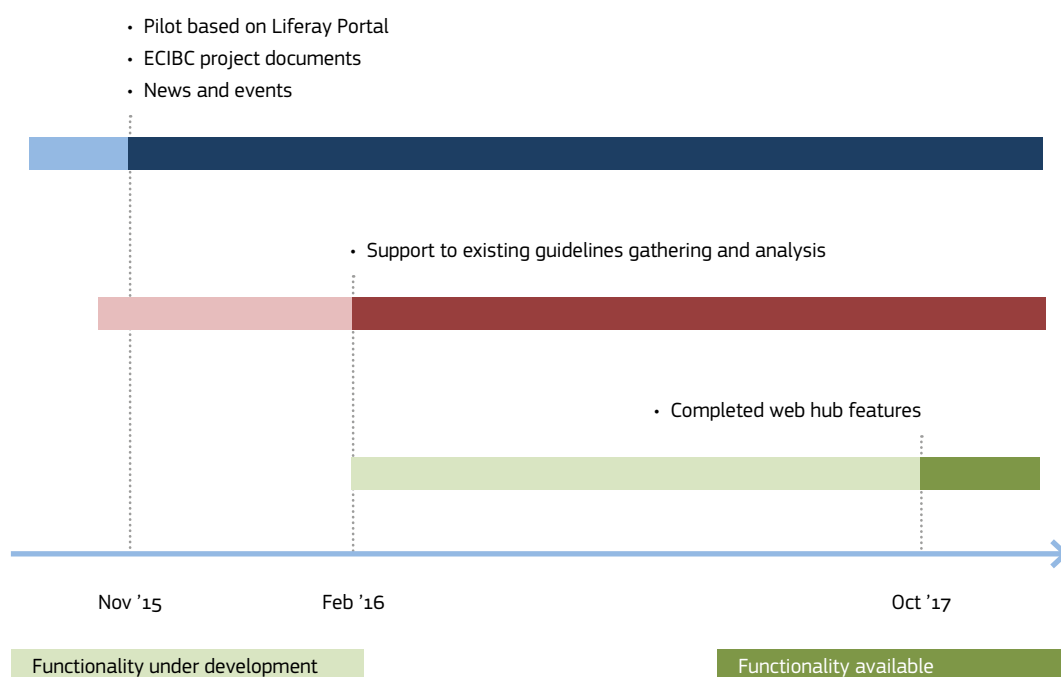 • Pilot based on Liferay Portal
• ECIBC project documents
• News and events
• Support to existing guidelines gathering and analysis
• Completed web hub features
Nov ’15
Feb ’16
Oct ’17
Functionality under development
Functionality available